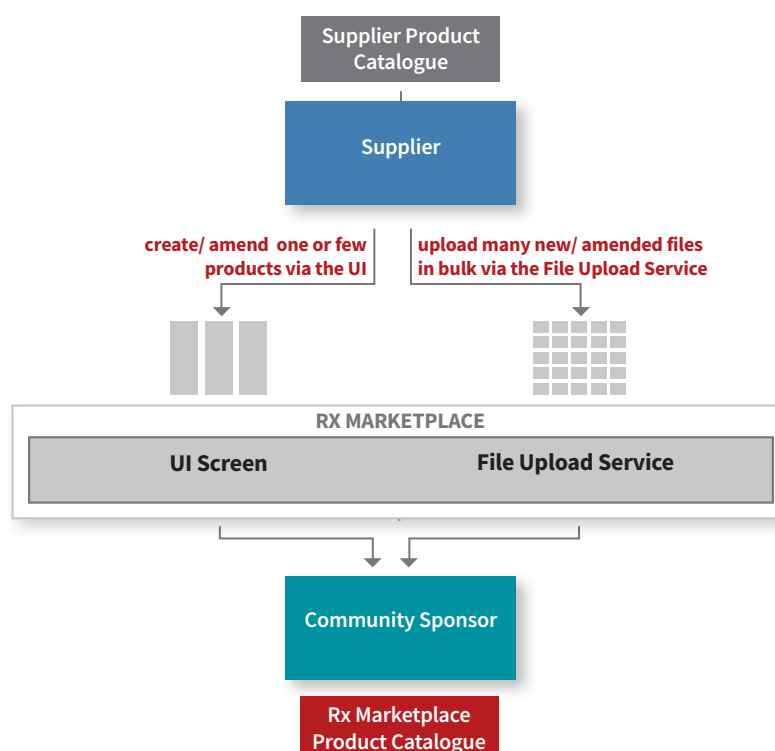 Supplier Product
Catalogue
Supplier
create/ amend one or few
products via the UI
upload many new/ amended files
in bulk via the File Upload Service
RX MARKETPLACE
UI Screen
File Upload Service
Community Sponsor
Rx Marketplace
Product Catalogue